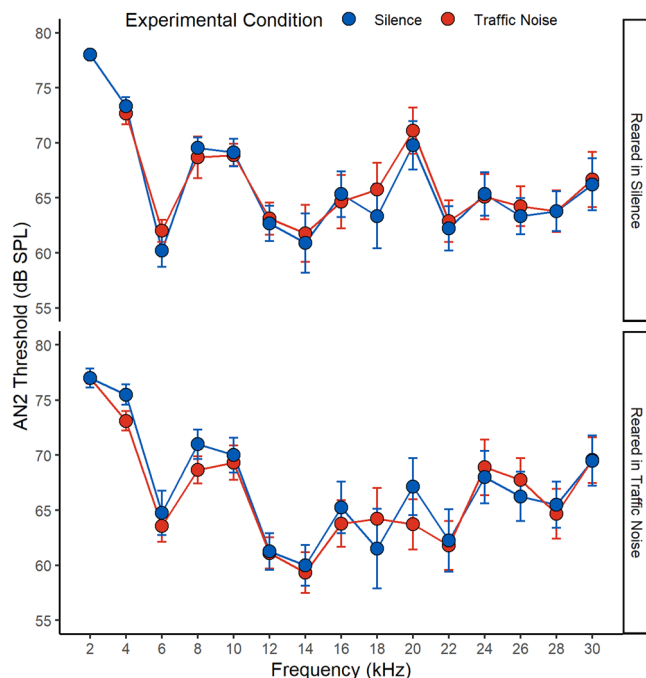 Experimental Condition Silence Traffic Noise
80
75
70
65
60
55
Reared in Silence
AN2 Threshold (dB SPL)
80
75
70
65
60
55
Reared in Traffic Noise
2 4 6 8 10 12 14 16 18 20 22 24 26 28 30
Frequency (kHz)